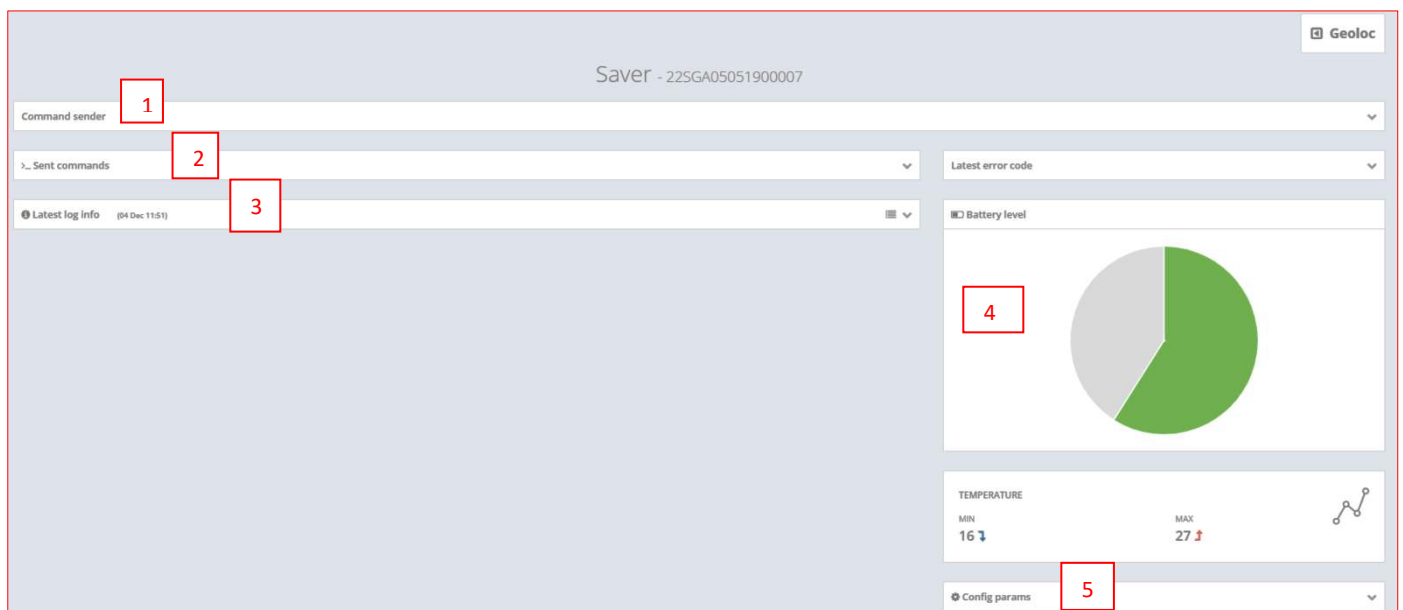 Geoloc
Saver - 22SGA05051900007
1
Command sender
2
>_ Sent commands
Latest error code
3
Latest log info (04 Dec 11:51)
Battery level
4
TEMPERATURE
MIN MAX
16 27
5
Config params